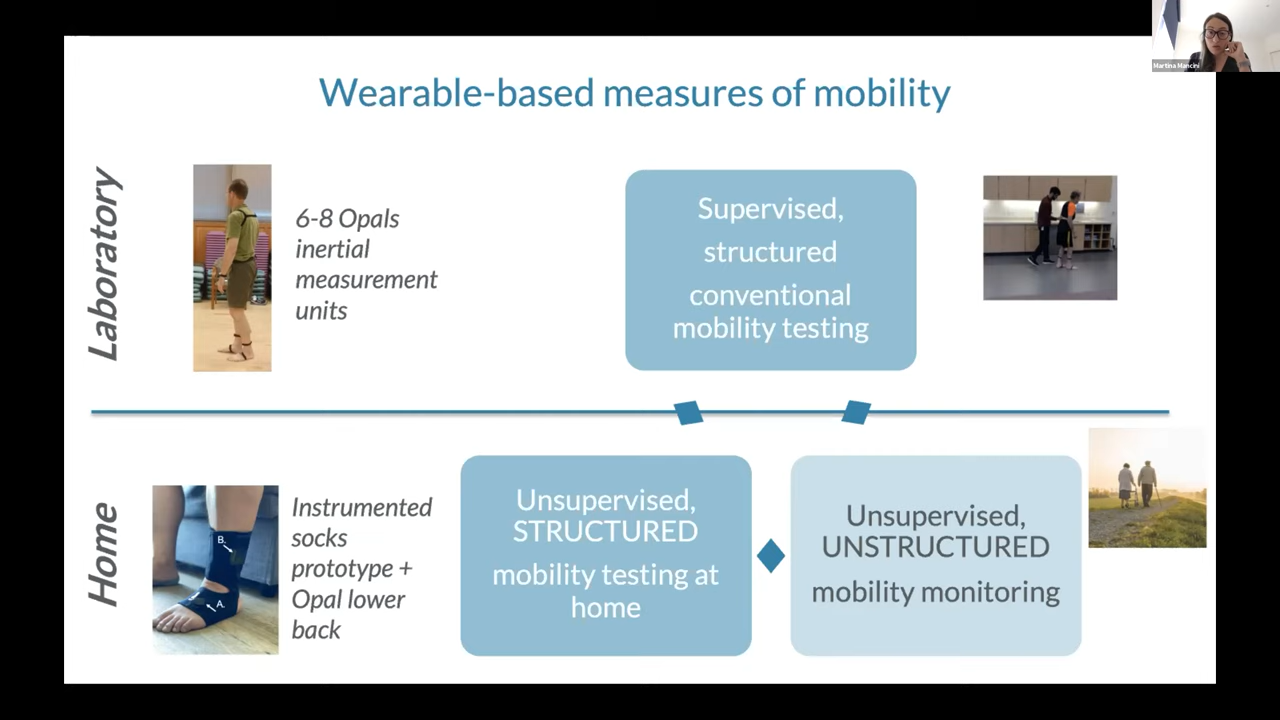 Martina Mancini
Wearable-based measures of mobility
Laboratory
6-8 Opals
inertial
measurement
units
Supervised,
structured
conventional
mobility testing
Home
B.
A.
Instrumented
socks
prototype +
Opal lower
back
Unsupervised,
STRUCTURED
mobility testing at
home
Unsupervised,
UNSTRUCTURED
mobility monitoring